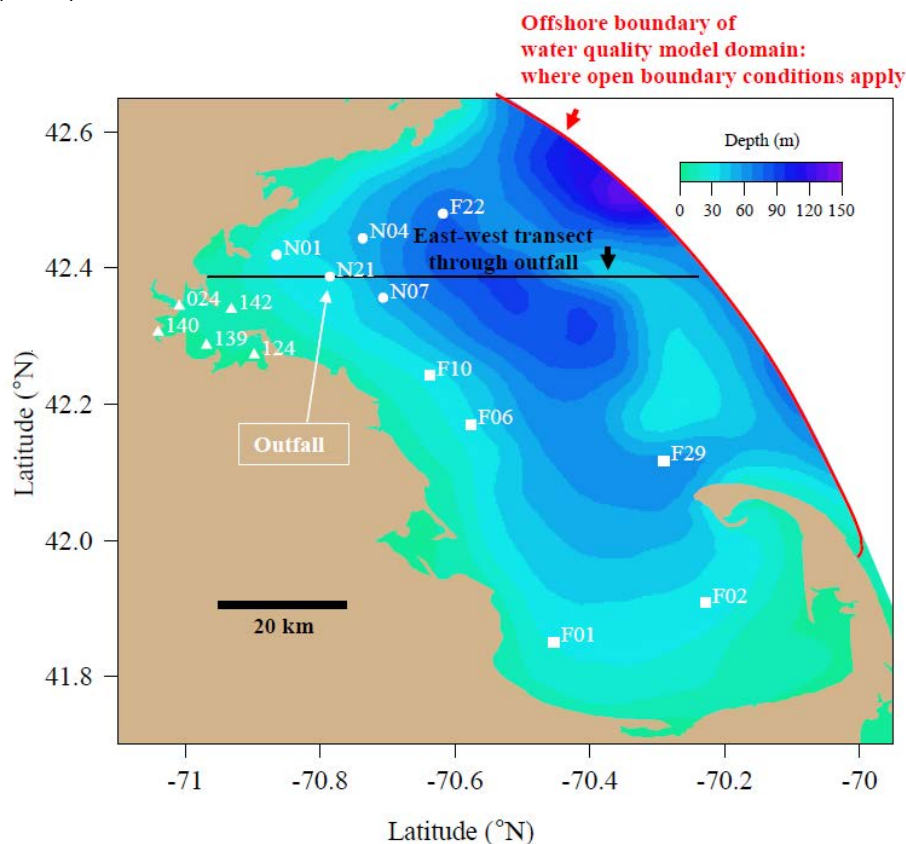 Offshore boundary of
water quality model domain:
where open boundary conditions apply
42.6
42.4
42.2
42.0
41.8
Latitude (°N)
Depth (m)
0 30 60 90 120 150
F22
N04
East-west transect
through outfall
N01
N21
N07
024
142
140
139
124
F10
F06
Outfall
F29
F02
F01
20 km
-71 -70.8 -70.6 -70.4 -70.2 -70
Latitude (°N)